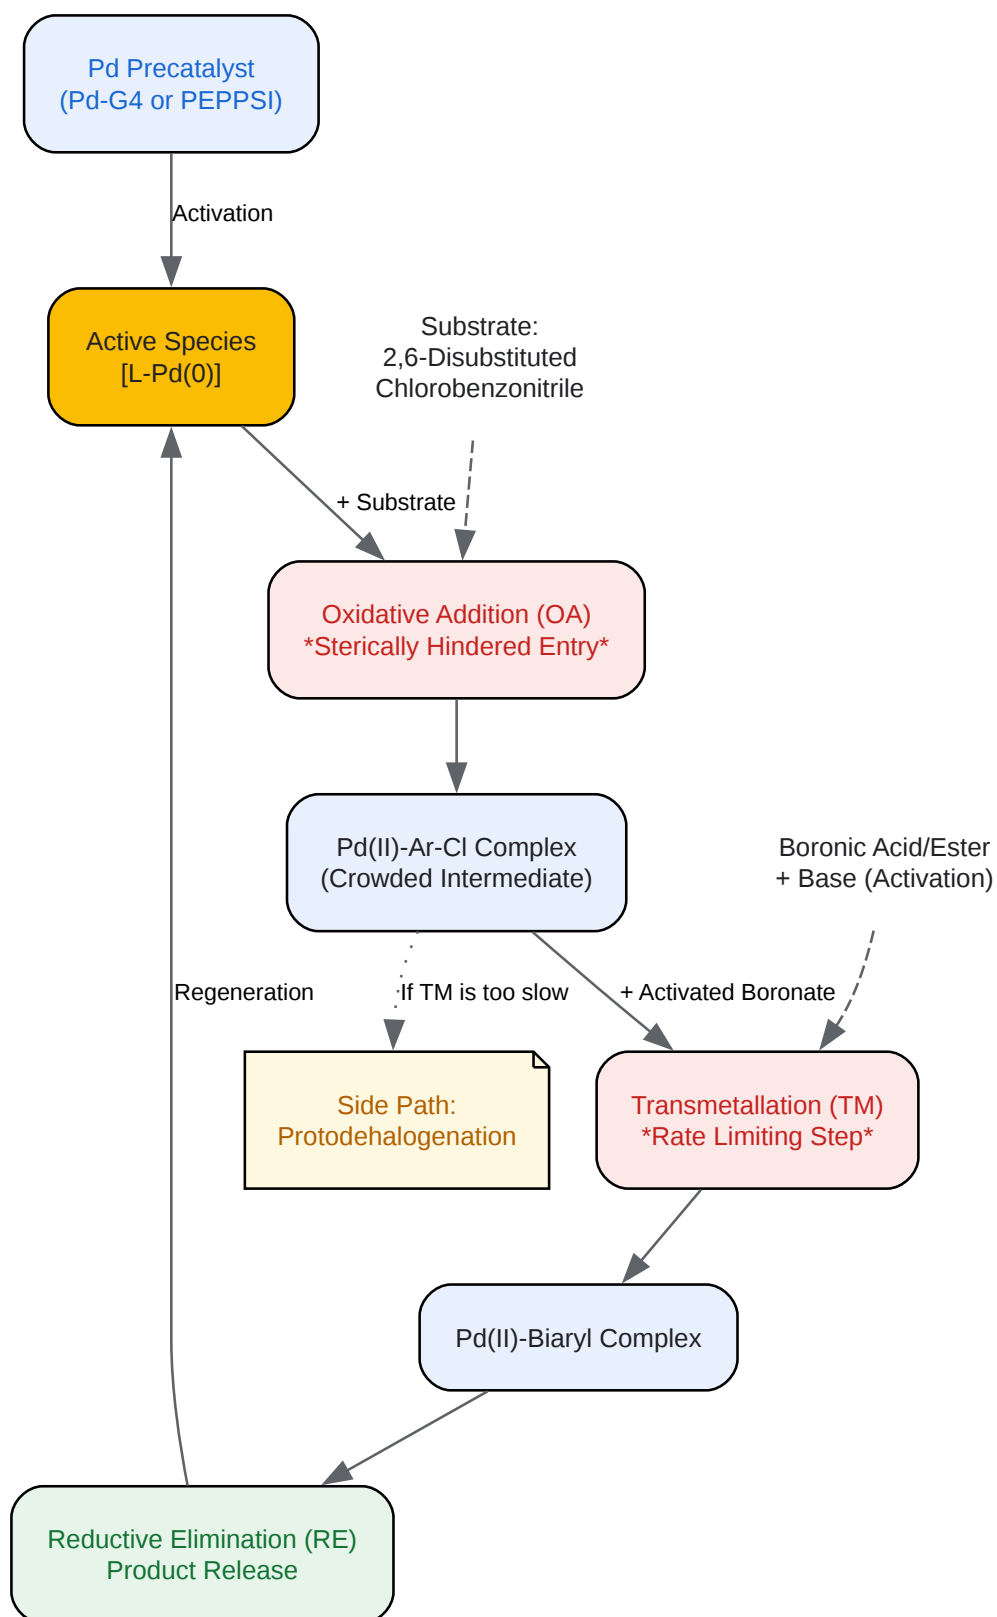 Pd Precatalyst
(Pd-G4 or PEPPSI)
Activation
Active Species
[L-Pd(0)]
Substrate:
2,6-Disubstituted
Chlorobenzonitrile
+ Substrate
Oxidative Addition (OA)
*Sterically Hindered Entry*
Pd(II)-Ar-Cl Complex
(Crowded Intermediate)
Boronic Acid/Ester
+ Base (Activation)
Regeneration
If TM is too slow
+ Activated Boronate
Side Path:
Protodehalogenation
Transmetallation (TM)
*Rate Limiting Step*
Pd(II)-Biaryl Complex
Reductive Elimination (RE)
Product Release